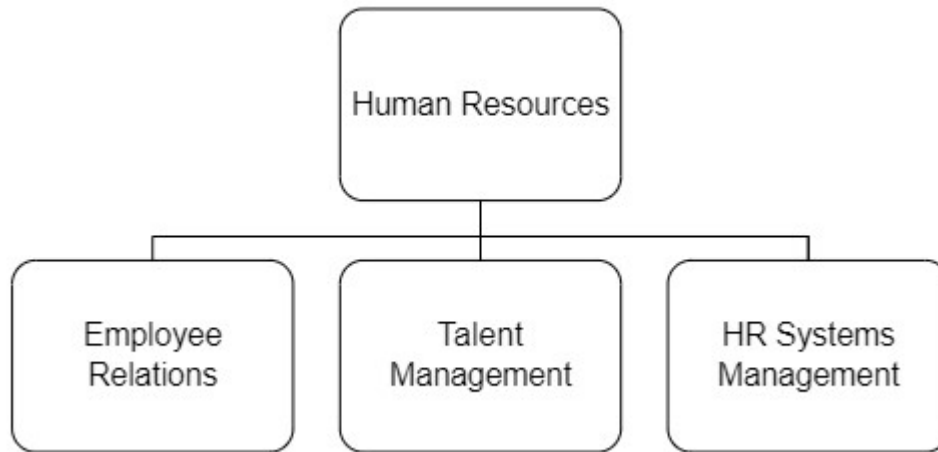 Human Resources
Employee
Relations
Talent
Management
HR Systems
Management